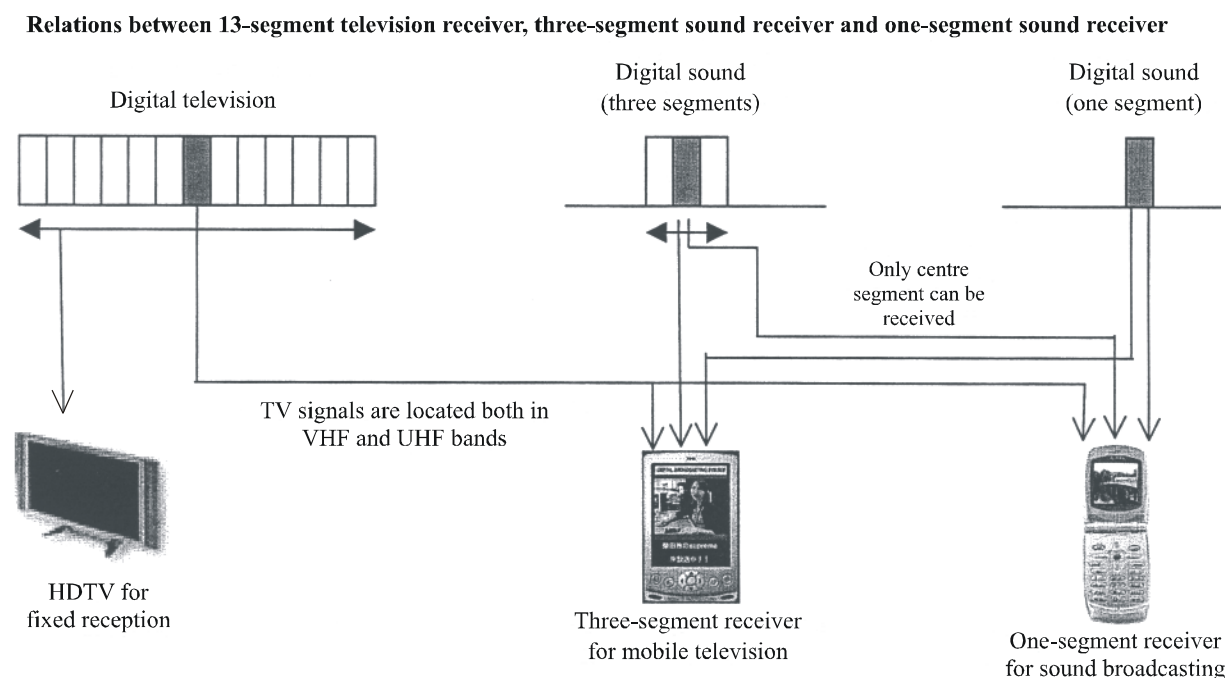 Relations between 13-segment television receiver, three-segment sound receiver and one-segment sound receiver
Digital television
Digital sound
(three segments)
Digital sound
(one segment)
Only centre
segment can be
received
TV signals are located both in
VHF and UHF bands
HDTV for
fixed reception
Three-segment receiver
for mobile television
One-segment receiver
for sound broadcasting